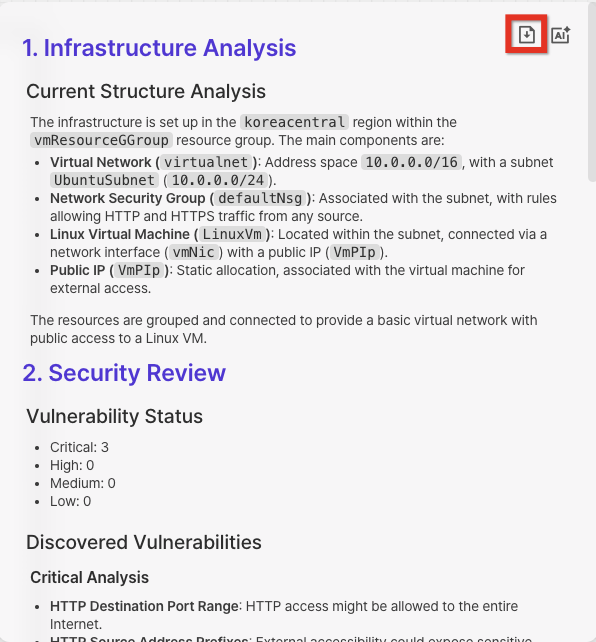 AI
1. Infrastructure Analysis
Current Structure Analysis
The infrastructure is set up in the koreacentral region within the
vmResourceGGroup resource group. The main components are:
• Virtual Network ( virtualnet ): Address space 10.0.0.0/16 , with a subnet
UbuntuSubnet ( 10.0.0.0/24 ).
• Network Security Group ( defaultNsg ): Associated with the subnet, with rules
allowing HTTP and HTTPS traffic from any source.
• Linux Virtual Machine ( LinuxVm ): Located within the subnet, connected via a
network interface ( vmNic ) with a public IP ( VmPIp ).
• Public IP ( VmPIp ): Static allocation, associated with the virtual machine for
external access.
The resources are grouped and connected to provide a basic virtual network with
public access to a Linux VM.
2. Security Review
Vulnerability Status
• Critical: 3
• High: 0
• Medium: 0
• Low: 0
Discovered Vulnerabilities
Critical Analysis
• HTTP Destination Port Range: HTTP access might be allowed to the entire
Internet.
• HTTP Source Address Prefixes: External accessibility could expose sensitive